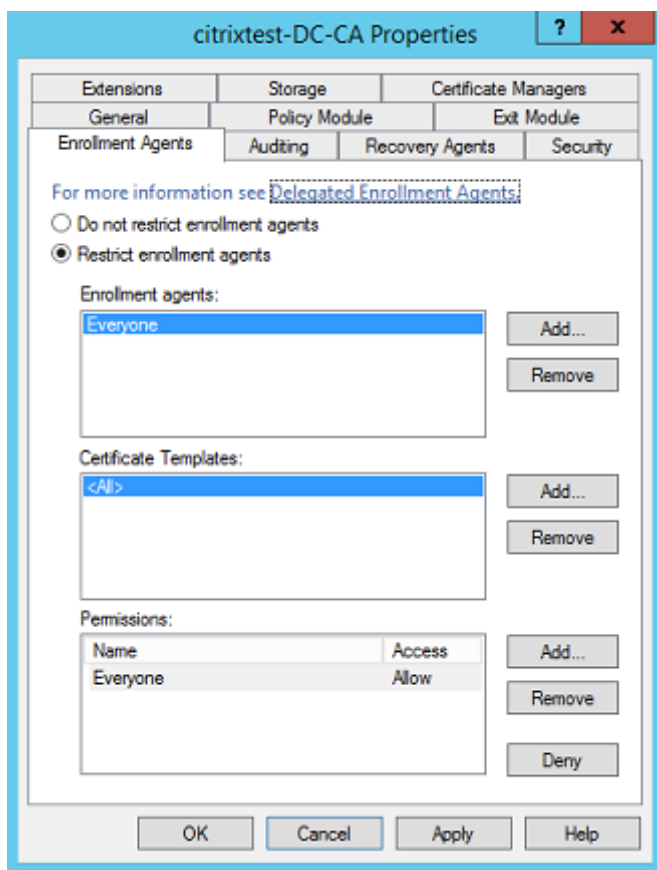 citrixtest-DC-CA Properties
? x
Extensions Storage Certificate Managers
General Policy Module Exit Module
Enrollment Agents Auditing Recovery Agents Security
For more information see Delegated Enrollment Agents.
Do not restrict enrollment agents
Restrict enrollment agents
Enrollment agents:
Everyone
Add...
Remove
Certificate Templates:
<All>
Add...
Remove
Permissions:
Name Access
Everyone Allow
Add...
Remove
Deny
OK Cancel Apply Help